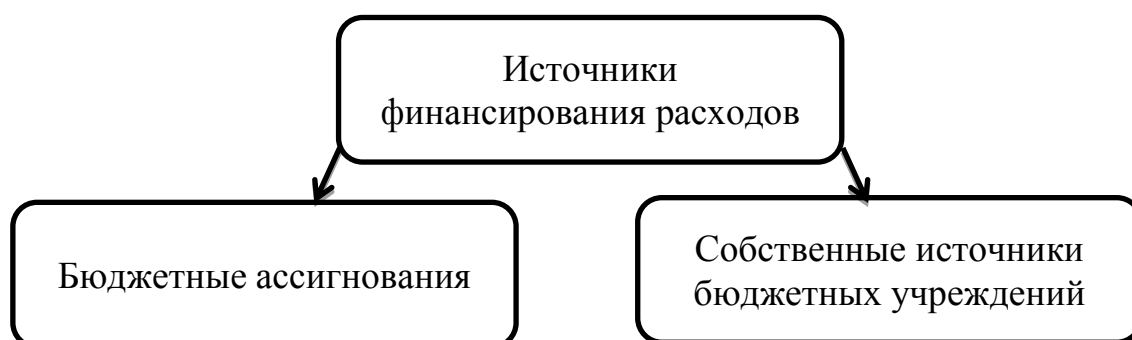 Источники
финансирования расходов
Бюджетные ассигнования
Собственные источники
бюджетных учреждений